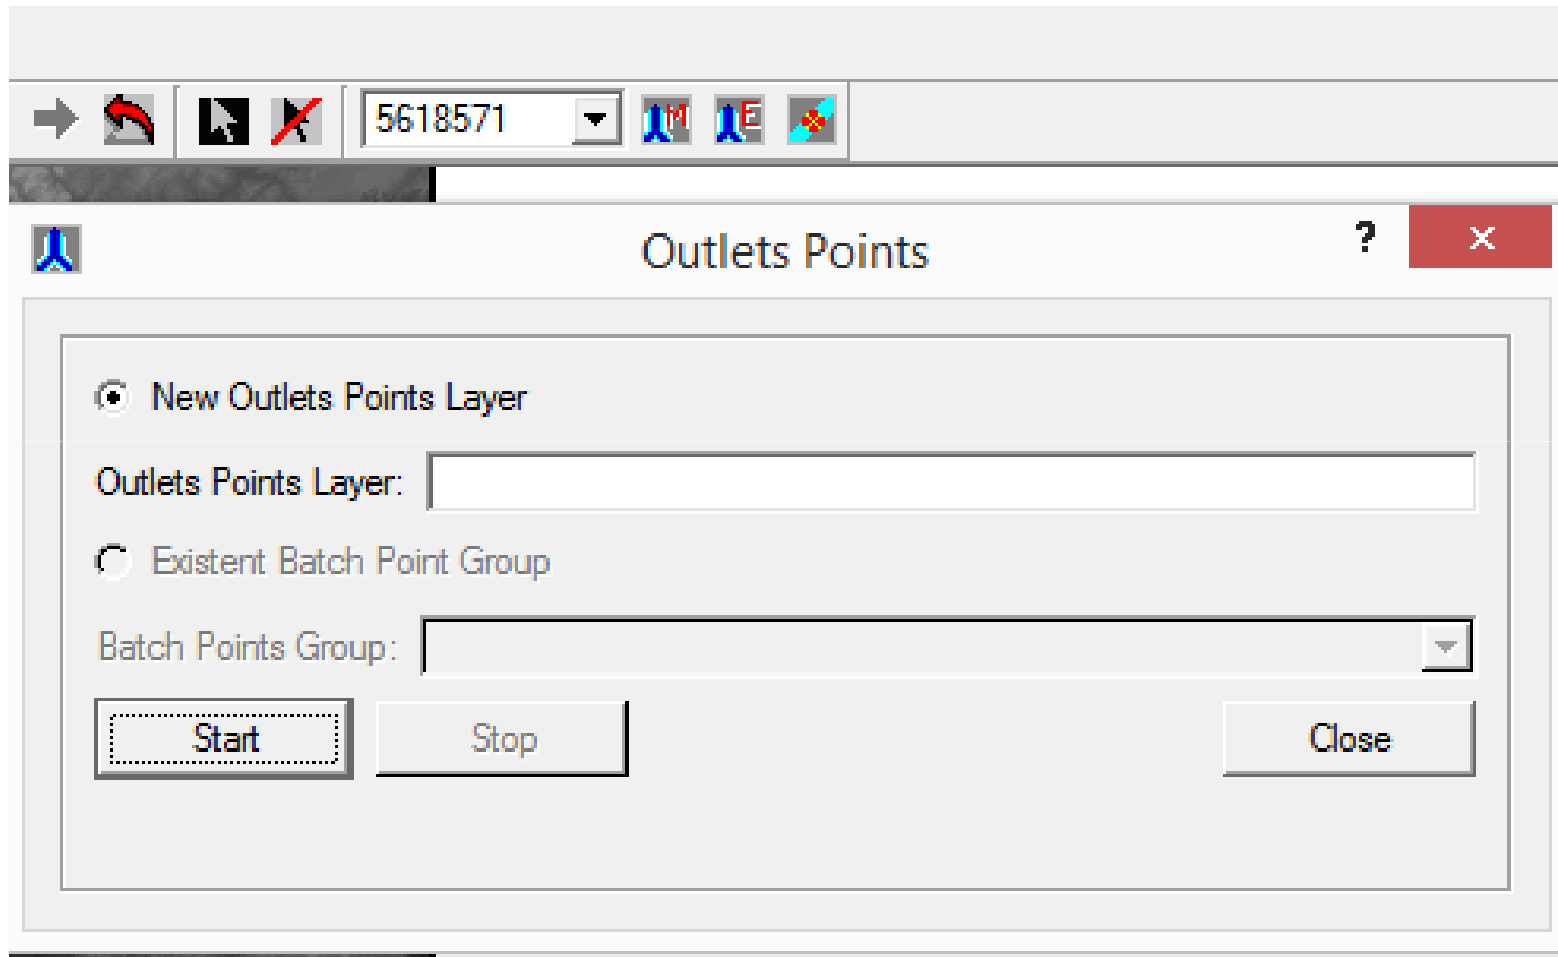 5618571 M E
Outlets Points ? x
New Outlets Points Layer
Outlets Points Layer:
Existent Batch Point Group
Batch Points Group:
Start Stop Close